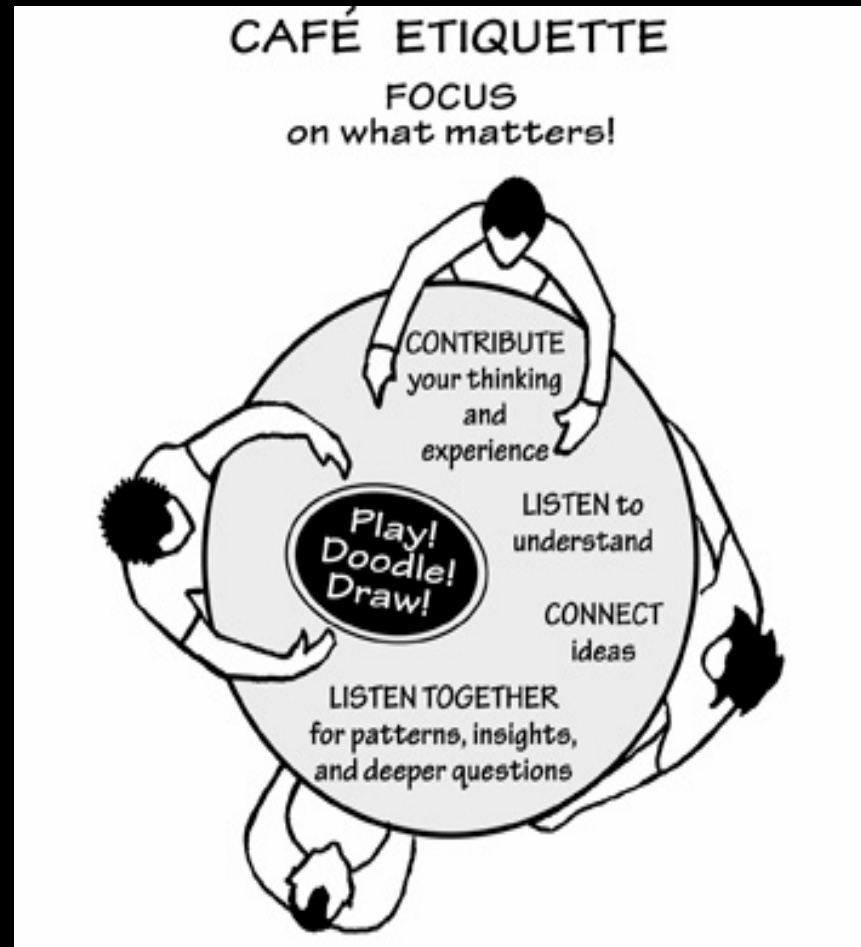 CAFÉ ETIQUETTE
FOCUS
on what matters!
CONTRIBUTE
your thinking
and
experience
LISTEN to
understand
Play!
Doodle!
Draw!
CONNECT
ideas
LISTEN TOGETHER
for patterns, insights,
and deeper questions